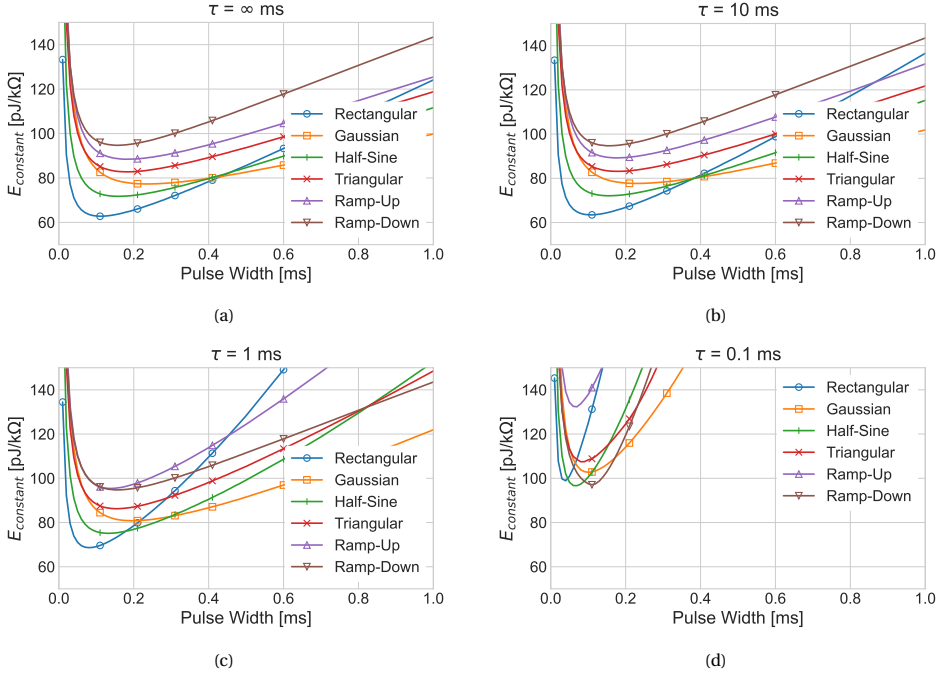 τ = ∞ ms
E_constant [pJ/kΩ]
140
120
100
80
60
0.0 0.2 0.4 0.6 0.8 1.0
Pulse Width [ms]
Rectangular
Gaussian
Half-Sine
Triangular
Ramp-Up
Ramp-Down
(a)
τ = 10 ms
E_constant [pJ/kΩ]
140
120
100
80
60
0.0 0.2 0.4 0.6 0.8 1.0
Pulse Width [ms]
Rectangular
Gaussian
Half-Sine
Triangular
Ramp-Up
Ramp-Down
(b)
τ = 1 ms
E_constant [pJ/kΩ]
140
120
100
80
60
0.0 0.2 0.4 0.6 0.8 1.0
Pulse Width [ms]
Rectangular
Gaussian
Half-Sine
Triangular
Ramp-Up
Ramp-Down
(c)
τ = 0.1 ms
E_constant [pJ/kΩ]
140
120
100
80
60
0.0 0.2 0.4 0.6 0.8 1.0
Pulse Width [ms]
Rectangular
Gaussian
Half-Sine
Triangular
Ramp-Up
Ramp-Down
(d)